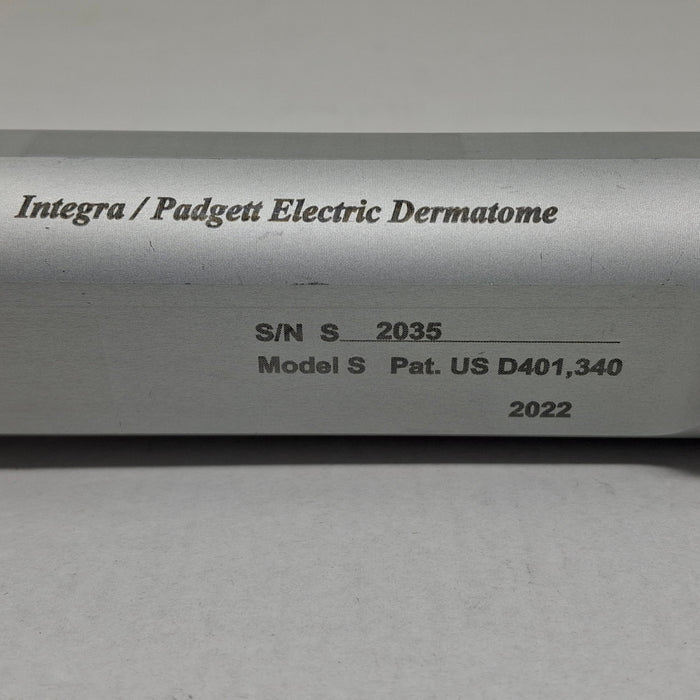 Integra / Padgett Electric Dermatome
S/N S 2035
Model S Pat. US D401,340
2022